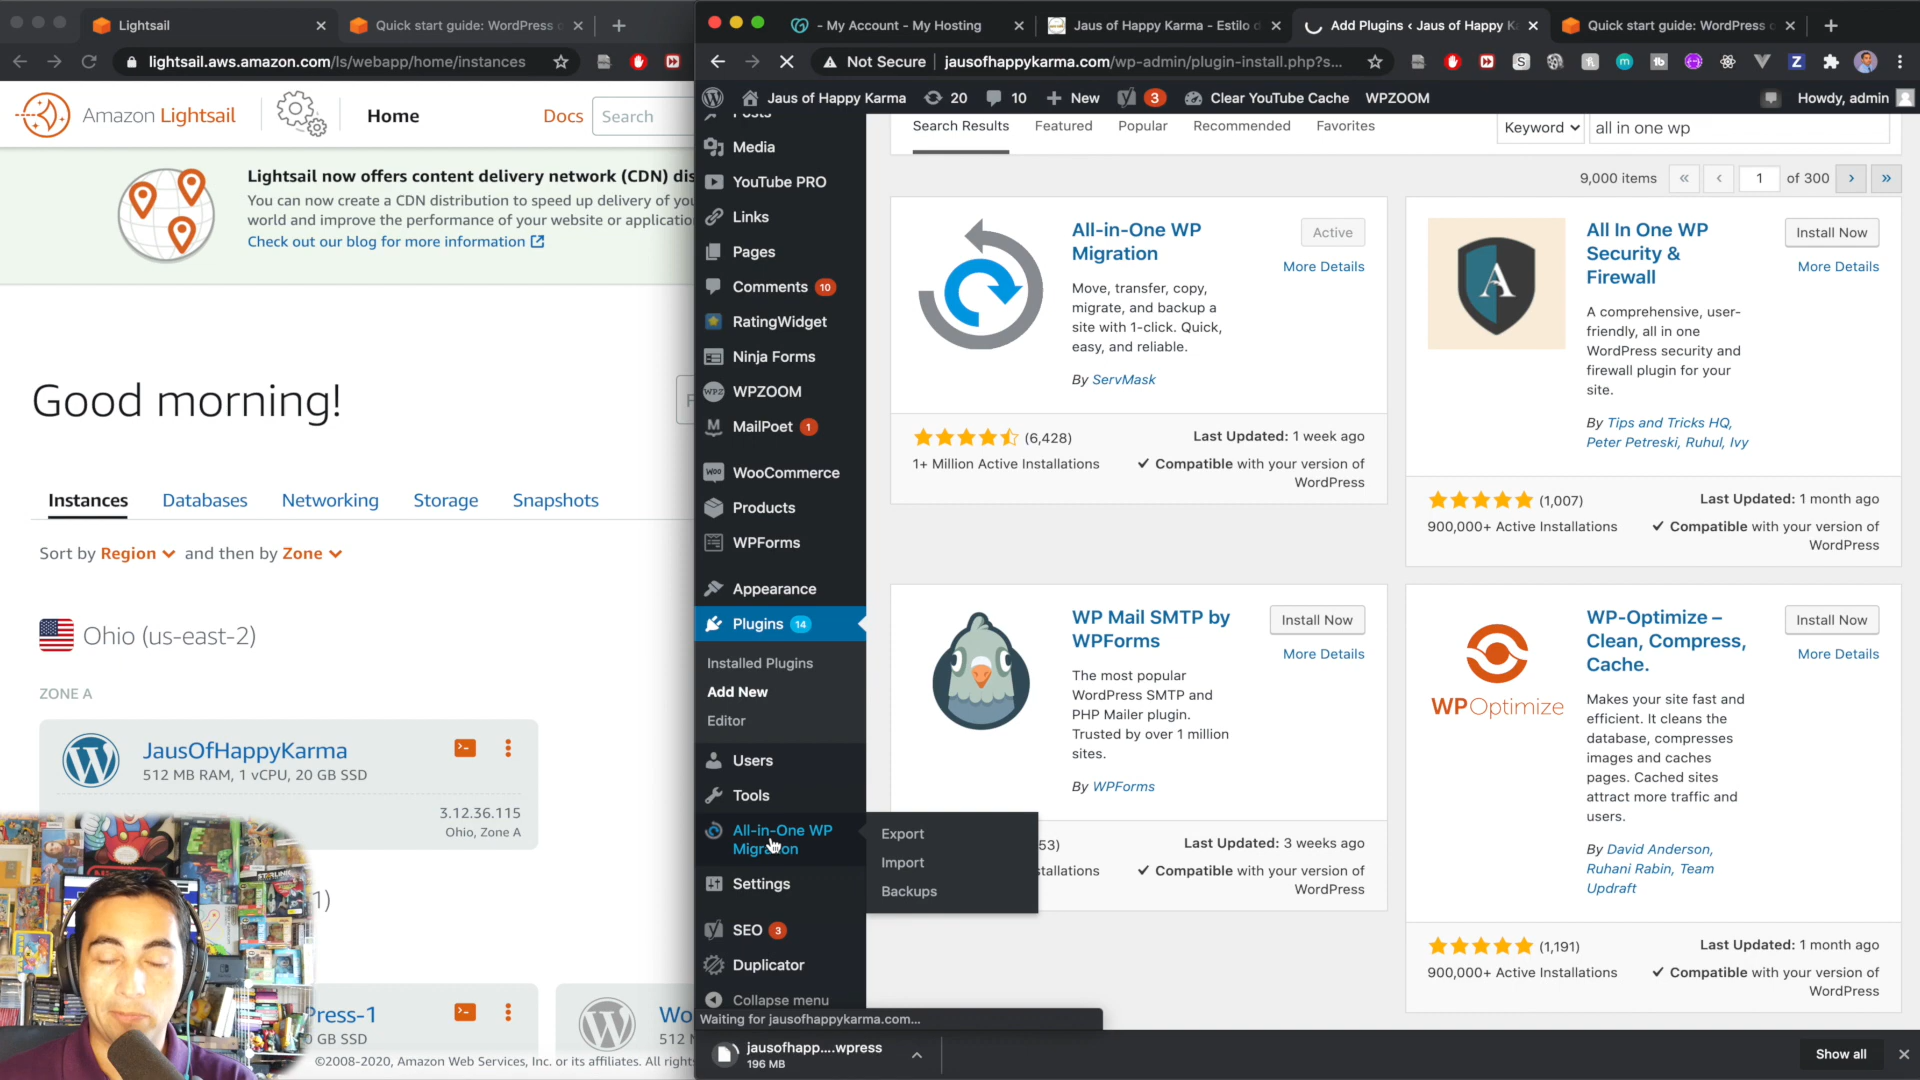 Lightsail
Quick start guide: WordPress o
- My Account - My Hosting
Jaus of Happy Karma - Estilo d
Add Plugins ‹ Jaus of Happy K
Quick start guide: WordPress o
lightsail.aws.amazon.com/ls/webapp/home/instances
Not Secure
jausofhappykarma.com/wp-admin/plugin-install.php?s...
Jaus of Happy Karma
20
10
New
3
Clear YouTube Cache
WPZOOM
Howdy, admin
Amazon Lightsail
Home
Docs
Search
Lightsail now offers content delivery network (CDN) dis
You can now create a CDN distribution to speed up delivery of you
world and improve the performance of your website or applicatio
Check out our blog for more information
Good morning!
F
Instances
Databases
Networking
Storage
Snapshots
Sort by Region and then by Zone
Ohio (us-east-2)
ZONE A
JausOfHappyKarma
512 MB RAM, 1 vCPU, 20 GB SSD
3.12.36.115
Ohio, Zone A
1)
Press-1
0 GB SSD
Wo
512 M
©2008-2020, Amazon Web Services, Inc. or its affiliates. All right
Posts
Media
YouTube PRO
Links
Pages
Comments 10
RatingWidget
Ninja Forms
WPZOOM
MailPoet 1
WooCommerce
Products
WPForms
Appearance
Plugins 14
Installed Plugins
Add New
Editor
Users
Tools
All-in-One WP
Migration
Settings
SEO 3
Duplicator
Collapse menu
Export
Import
Backups
Search Results
Featured
Popular
Recommended
Favorites
Keyword
all in one wp
9,000 items
«
‹
1
of 300
›
»
All-in-One WP
Migration
Active
More Details
Move, transfer, copy,
migrate, and backup a
site with 1-click. Quick,
easy, and reliable.
By ServMask
(6,428)
1+ Million Active Installations
Last Updated: 1 week ago
✓ Compatible with your version of
WordPress
A
All In One WP
Security &
Firewall
Install Now
More Details
A comprehensive, user-
friendly, all in one
WordPress security and
firewall plugin for your
site.
By Tips and Tricks HQ,
Peter Petreski, Ruhul, Ivy
(1,007)
900,000+ Active Installations
Last Updated: 1 month ago
✓ Compatible with your version of
WordPress
WP Mail SMTP by
WPForms
Install Now
More Details
The most popular
WordPress SMTP and
PHP Mailer plugin.
Trusted by over 1 million
sites.
By WPForms
53)
stallations
Last Updated: 3 weeks ago
✓ Compatible with your version of
WordPress
WPOptimize
WP-Optimize –
Clean, Compress,
Cache.
Install Now
More Details
Makes your site fast and
efficient. It cleans the
database, compresses
images and caches
pages. Cached sites
attract more traffic and
users.
By David Anderson,
Ruhani Rabin, Team
Updraft
(1,191)
900,000+ Active Installations
Last Updated: 1 month ago
✓ Compatible with your version of
WordPress
Waiting for jausofhappykarma.com...
jausofhapp....wpress
196 MB
Show all